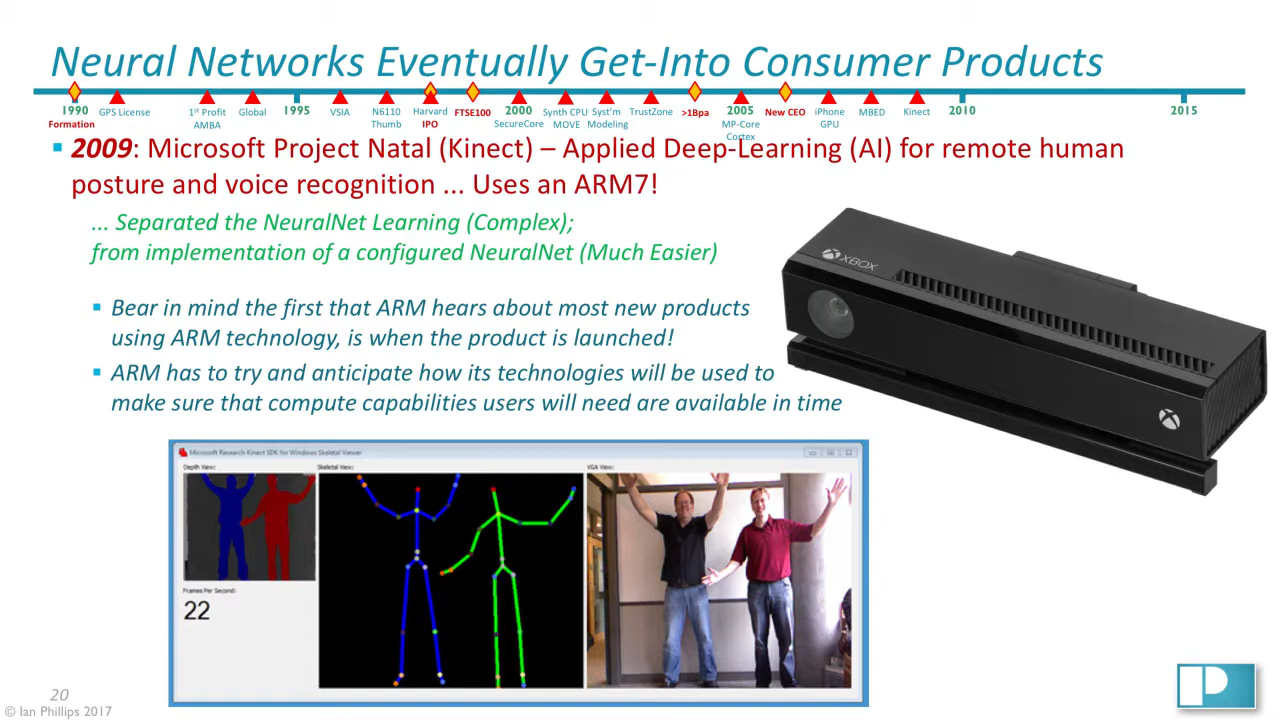 Neural Networks Eventually Get-Into Consumer Products
1990 GPS License 1st Profit Global 1995 VSIA N6110 Harvard FTSE100 2000 Synth CPU Syst'm TrustZone >1Bpa 2005 New CEO iPhone MBED Kinect 2010 2015
Formation AMBA Thumb IPO SecureCore MOVE Modeling MP-Core GPU
Cortex
▪ 2009: Microsoft Project Natal (Kinect) – Applied Deep-Learning (AI) for remote human
posture and voice recognition ... Uses an ARM7!
... Separated the NeuralNet Learning (Complex);
from implementation of a configured NeuralNet (Much Easier)
▪ Bear in mind the first that ARM hears about most new products
using ARM technology, is when the product is launched!
▪ ARM has to try and anticipate how its technologies will be used to
make sure that compute capabilities users will need are available in time
XBOX
Microsoft Research Kinect SDK for Windows Skeletal Viewer
Depth View: Skeletal View: VGA View:
Frames Per Second:
22
P
20
© Ian Phillips 2017